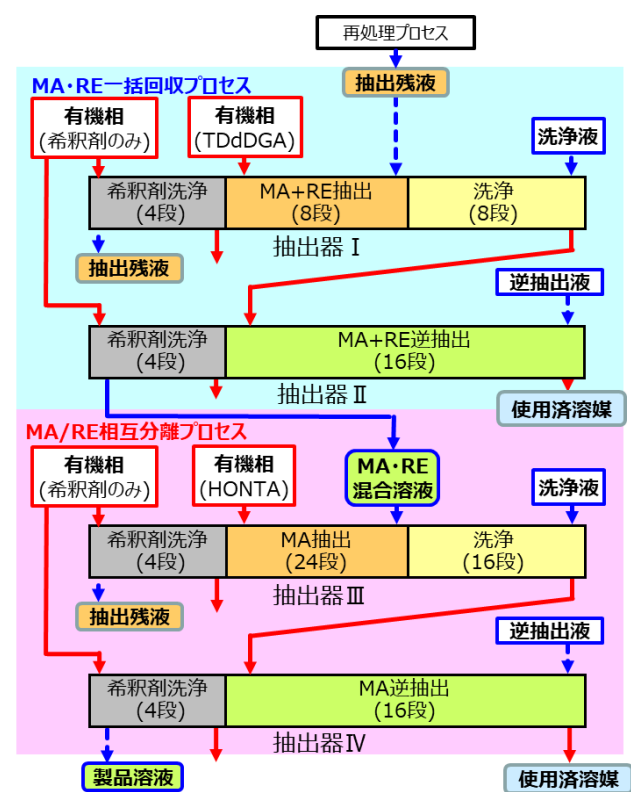 再処理プロセス
MA・RE一括回収プロセス
抽出残液
有機相
(希釈剤のみ)
有機相
(TDdDGA)
洗浄液
希釈剤洗浄
(4段)
MA+RE抽出
(8段)
洗浄
(8段)
抽出器Ⅰ
抽出残液
逆抽出液
希釈剤洗浄
(4段)
MA+RE逆抽出
(16段)
抽出器Ⅱ
使用済溶媒
MA/RE相互分離プロセス
有機相
(希釈剤のみ)
有機相
(HONTA)
MA・RE
混合溶液
洗浄液
希釈剤洗浄
(4段)
MA抽出
(24段)
洗浄
(16段)
抽出器Ⅲ
抽出残液
逆抽出液
希釈剤洗浄
(4段)
MA逆抽出
(16段)
抽出器Ⅳ
製品溶液
使用済溶媒